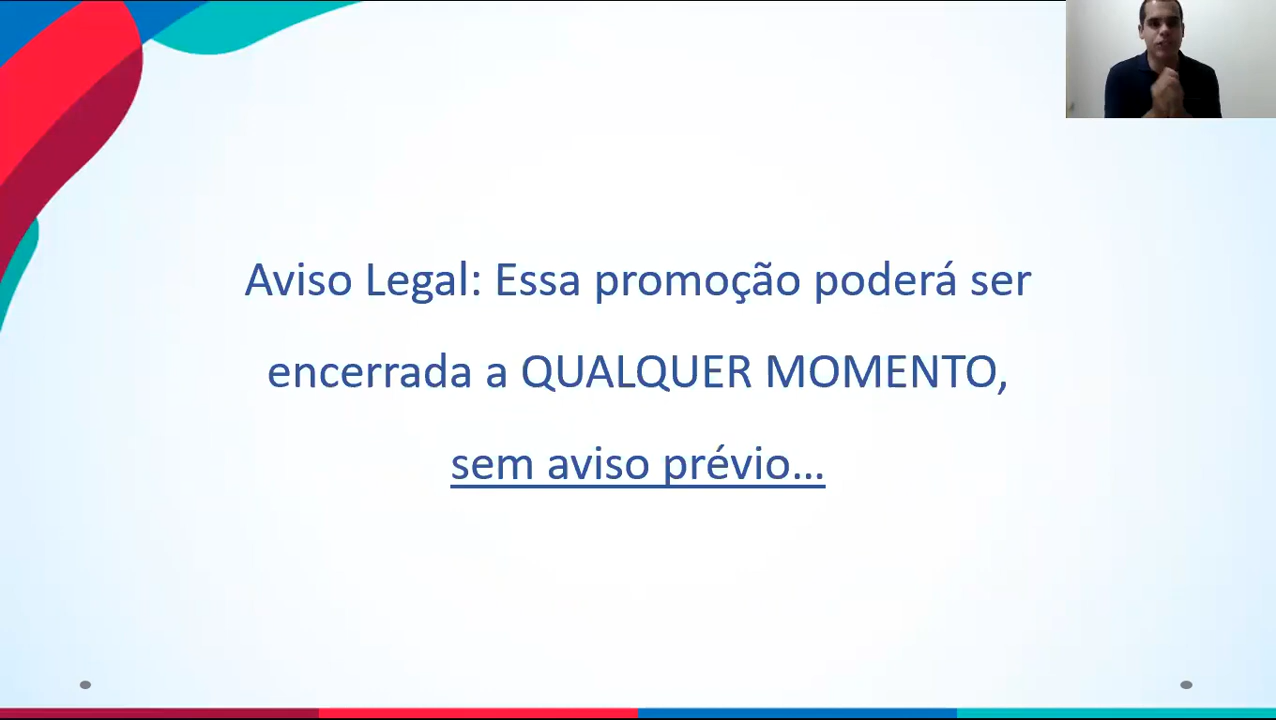 Aviso Legal: Essa promoção poderá ser
encerrada a QUALQUER MOMENTO,
sem aviso prévio...